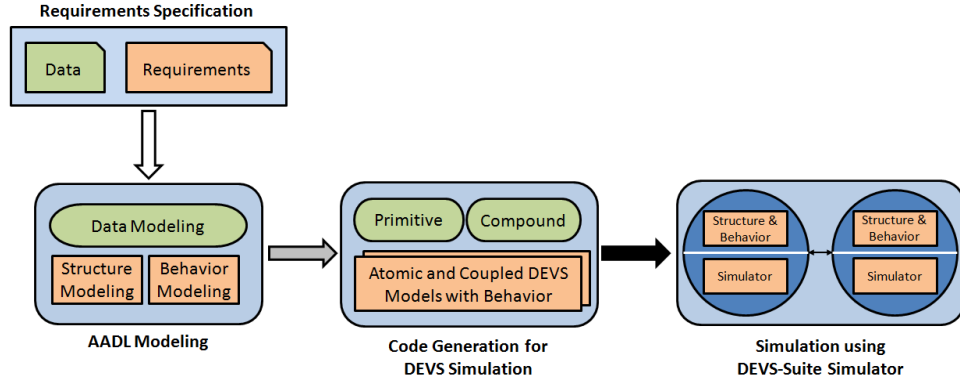 Requirements Specification
Data
Requirements
Data Modeling
Structure
Modeling
Behavior
Modeling
AADL Modeling
Primitive
Compound
Atomic and Coupled DEVS
Models with Behavior
Code Generation for
DEVS Simulation
Structure &
Behavior
Simulator
Structure &
Behavior
Simulator
Simulation using
DEVS-Suite Simulator